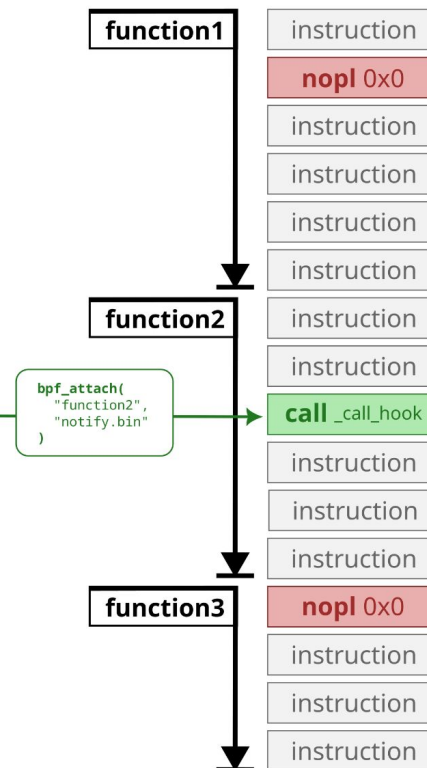 function1
instruction
nopl 0x0
instruction
instruction
instruction
instruction
function2
instruction
instruction
bpf_attach(
"function2",
"notify.bin"
)
call _call_hook
instruction
instruction
instruction
function3
nopl 0x0
instruction
instruction
instruction